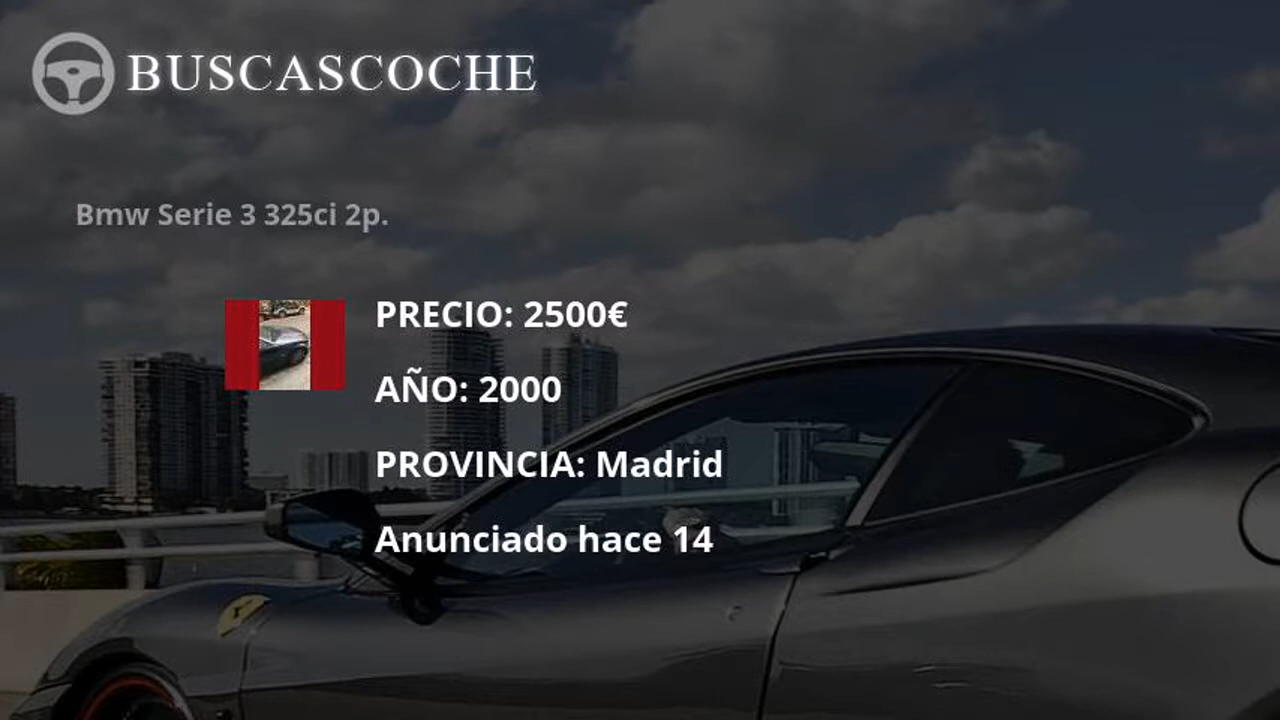 BUSCASCOCHE
Bmw Serie 3 325ci 2p.
PRECIO: 2500€
AÑO: 2000
PROVINCIA: Madrid
Anunciado hace 14